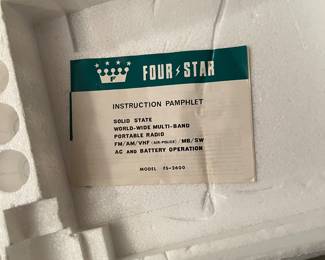 F
FOUR STAR
INSTRUCTION PAMPHLET
SOLID STATE
WORLD-WIDE MULTI-BAND
PORTABLE RADIO
FM/AM/VHF (AIR-POLICE) /MB/SW
AC and BATTERY OPERATION
MODEL FS-2600